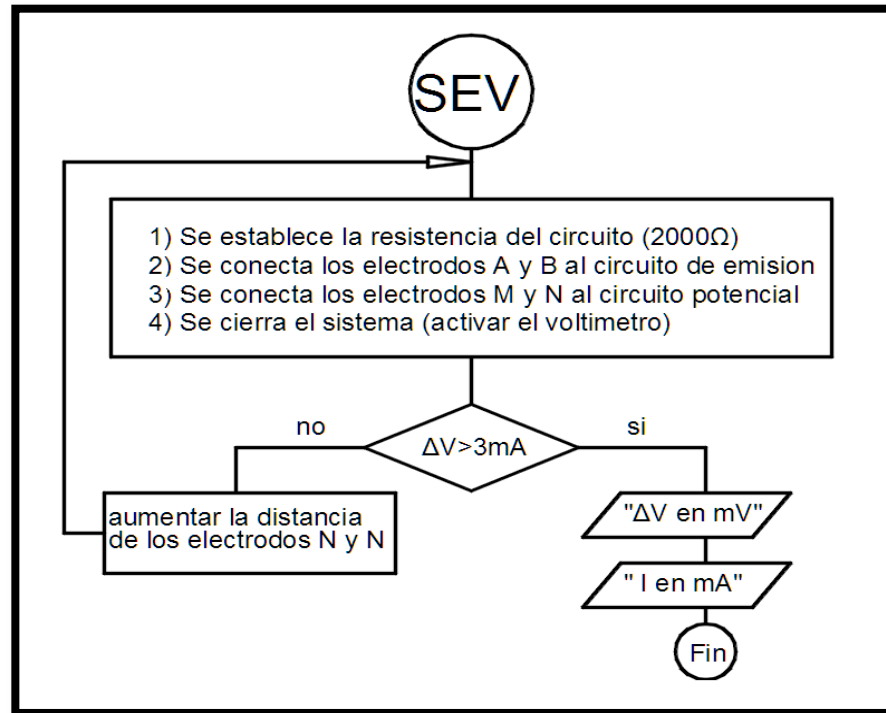 SEV
1) Se establece la resistencia del circuito (2000Ω)
2) Se conecta los electrodos A y B al circuito de emision
3) Se conecta los electrodos M y N al circuito potencial
4) Se cierra el sistema (activar el voltimetro)
no
ΔV>3mA
si
aumentar la distancia
de los electrodos N y N
"ΔV en mV"
" I en mA"
Fin